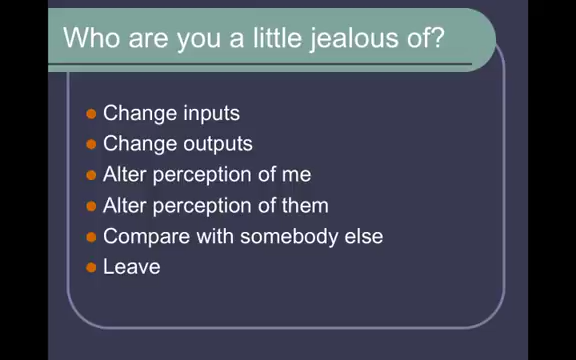 Who are you a little jealous of?
Change inputs
Change outputs
Alter perception of me
Alter perception of them
Compare with somebody else
Leave